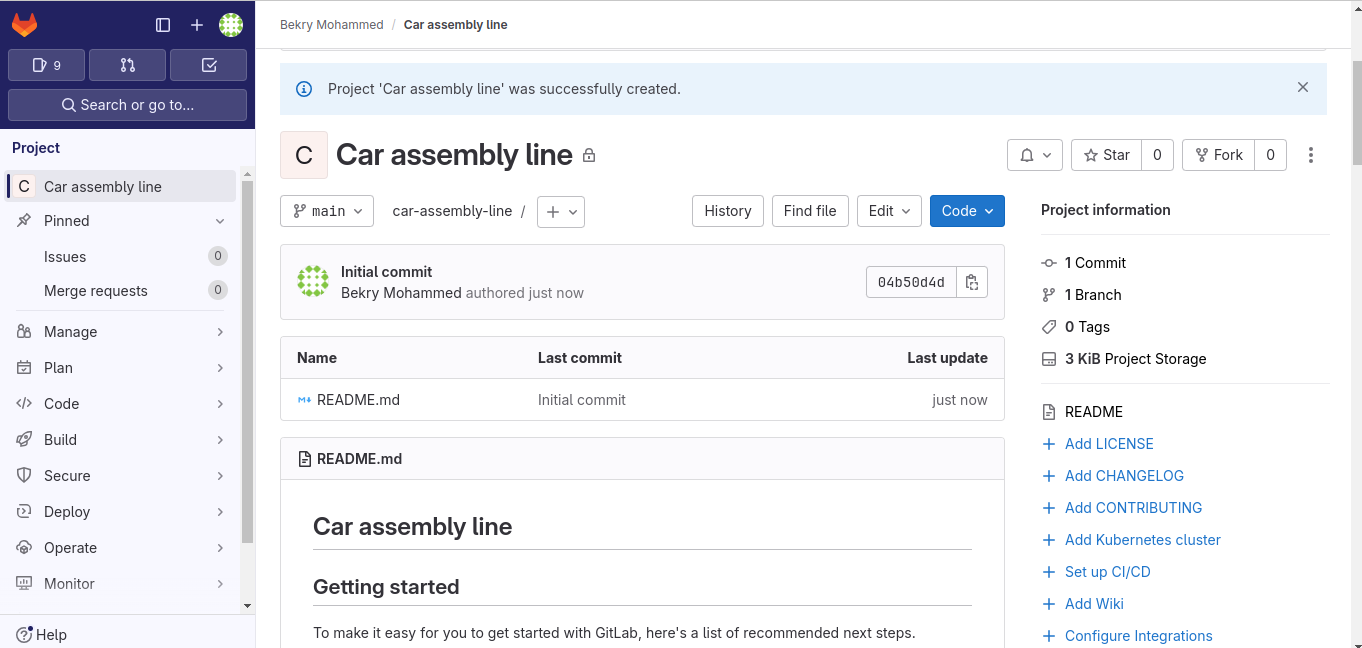 Bekry Mohammed / Car assembly line
9
Search or go to...
Project
C Car assembly line
Pinned
Issues 0
Merge requests 0
Manage
Plan
Code
Build
Secure
Deploy
Operate
Monitor
Help
Project 'Car assembly line' was successfully created.
C Car assembly line
Star 0 Fork 0
main car-assembly-line / History Find file Edit Code
Initial commit
Bekry Mohammed authored just now
04b50d4d
Name Last commit Last update
README.md Initial commit just now
README.md
Car assembly line
Getting started
To make it easy for you to get started with GitLab, here's a list of recommended next steps.
Project information
1 Commit
1 Branch
0 Tags
3 KiB Project Storage
README
Add LICENSE
Add CHANGELOG
Add CONTRIBUTING
Add Kubernetes cluster
Set up CI/CD
Add Wiki
Configure Integrations